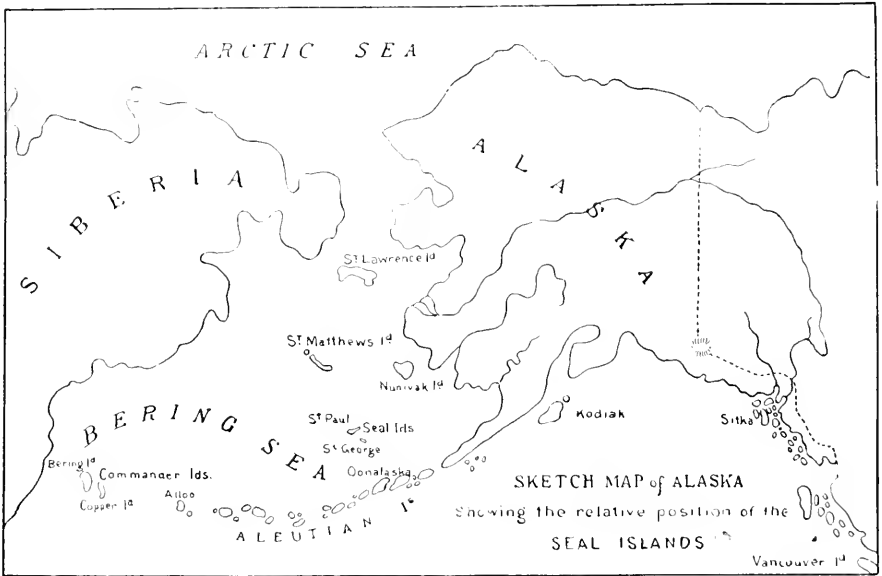 ARCTIC SEA
ALASKA
SIBERIA
St Lawrence Id
St Matthews Id
Nunivak Id
BERING SEA
St Paul
Seal Ids
St George
Kodiak
Sitka
Bering Id
Commander Ids.
Copper Id
Attoo
Oonalaska
ALEUTIAN Is
SKETCH MAP of ALASKA
Showing the relative position of the
SEAL ISLANDS
Vancouver Id